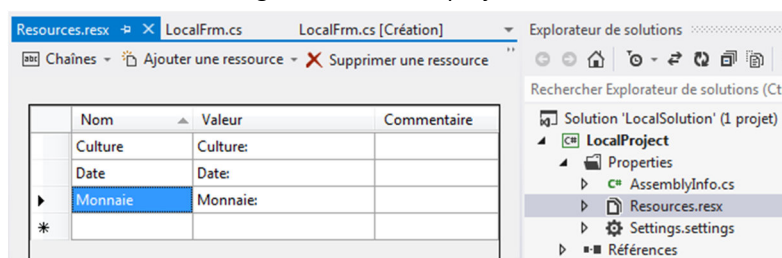 Resources.resx LocalFrm.cs LocalFrm.cs [Création]
abc Chaînes Ajouter une ressource Supprimer une ressource
Nom Valeur Commentaire
Culture Culture:
Date Date:
Monnaie Monnaie:
Explorateur de solutions
Rechercher Explorateur de solutions (Ct
Solution 'LocalSolution' (1 projet)
C# LocalProject
Properties
C# AssemblyInfo.cs
Resources.resx
Settings.settings
Références